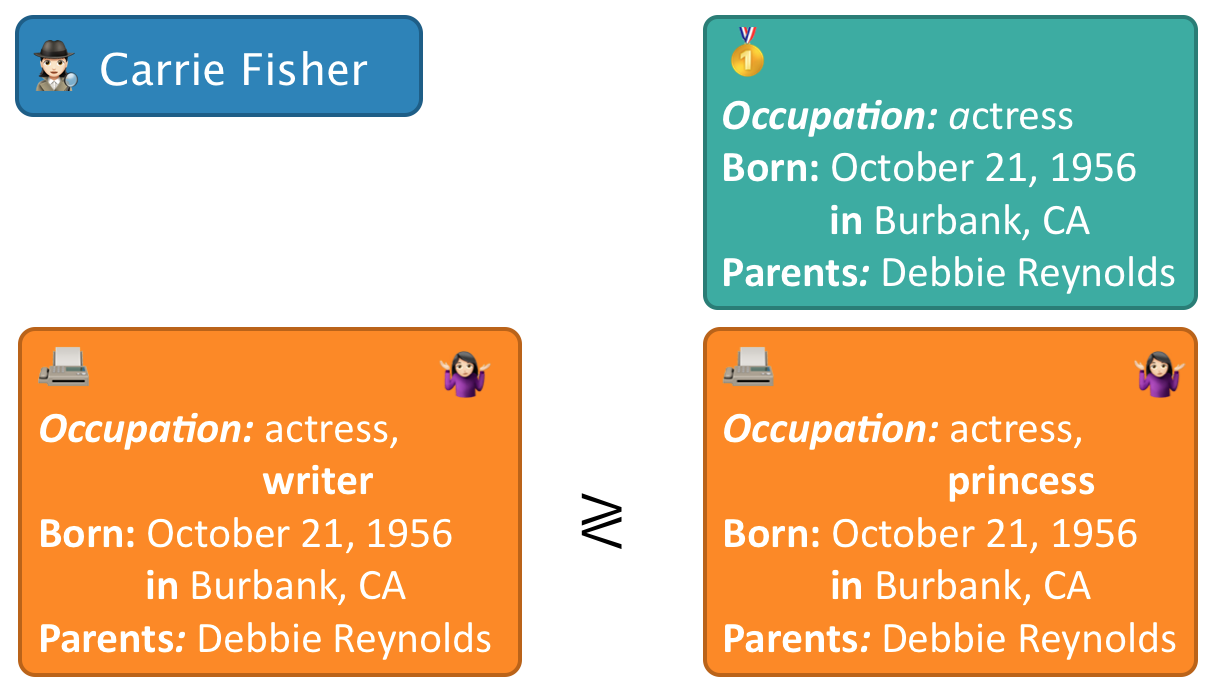 Carrie Fisher
1
Occupation: actress
Born: October 21, 1956
in Burbank, CA
Parents: Debbie Reynolds
Occupation: actress,
writer
Born: October 21, 1956
in Burbank, CA
Parents: Debbie Reynolds
⪌
Occupation: actress,
princess
Born: October 21, 1956
in Burbank, CA
Parents: Debbie Reynolds